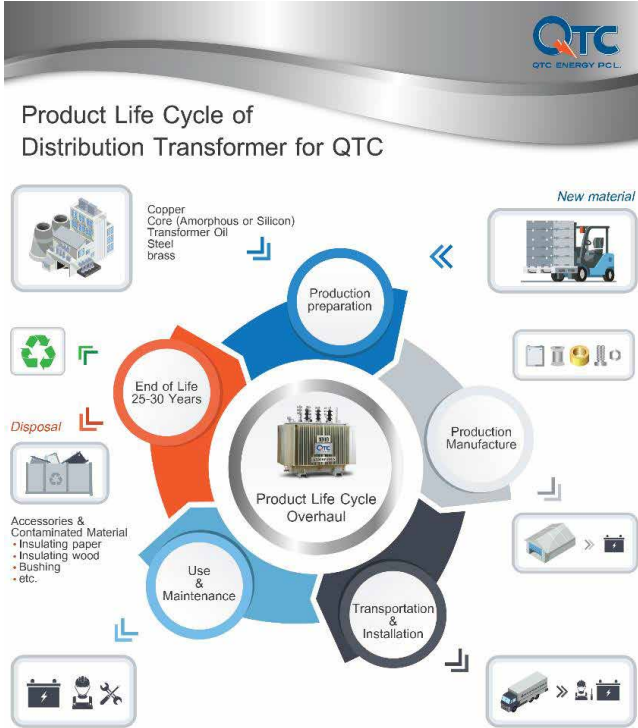 QTC
QTC ENERGY PCL.
Product Life Cycle of
Distribution Transformer for QTC
Copper
Core (Amorphous or Silicon)
Transformer Oil
Steel
brass
New material
Production
preparation
End of Life
25-30 Years
Production
Manufacture
Disposal
QTC
Product Life Cycle
Overhaul
Accessories &
Contaminated Material
• Insulating paper
• Insulating wood
• Bushing
• etc.
Use
&
Maintenance
Transportation
&
Installation